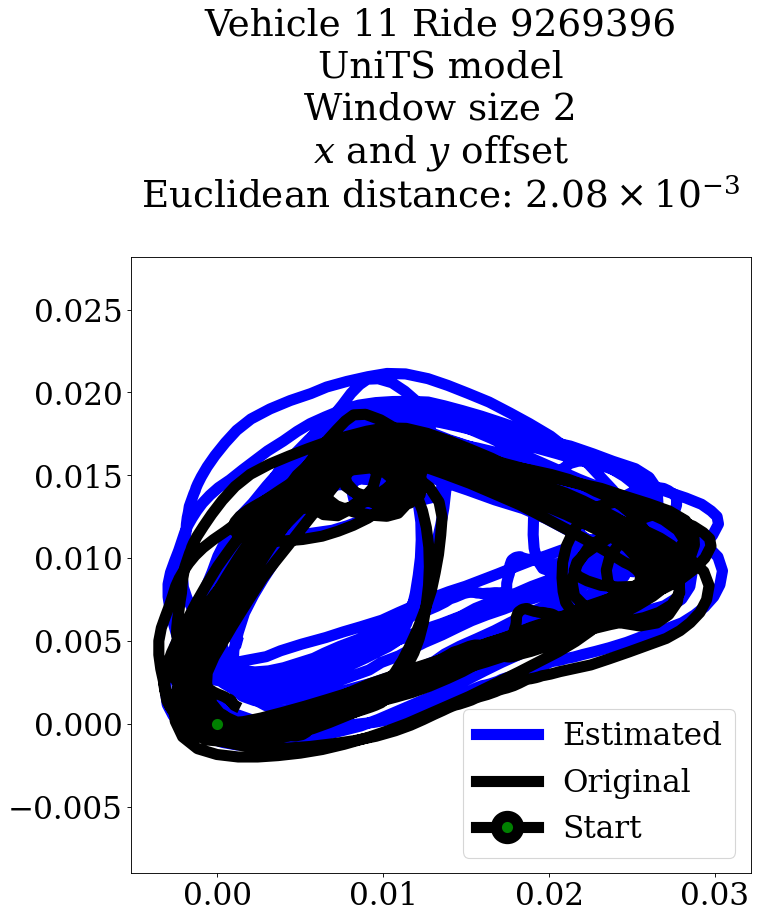 Vehicle 11 Ride 9269396
UniTS model
Window size 2
x and y offset
Euclidean distance: 2.08 × 10⁻³
0.025
0.020
0.015
0.010
0.005
0.000
−0.005
Estimated
Original
Start
0.00 0.01 0.02 0.03